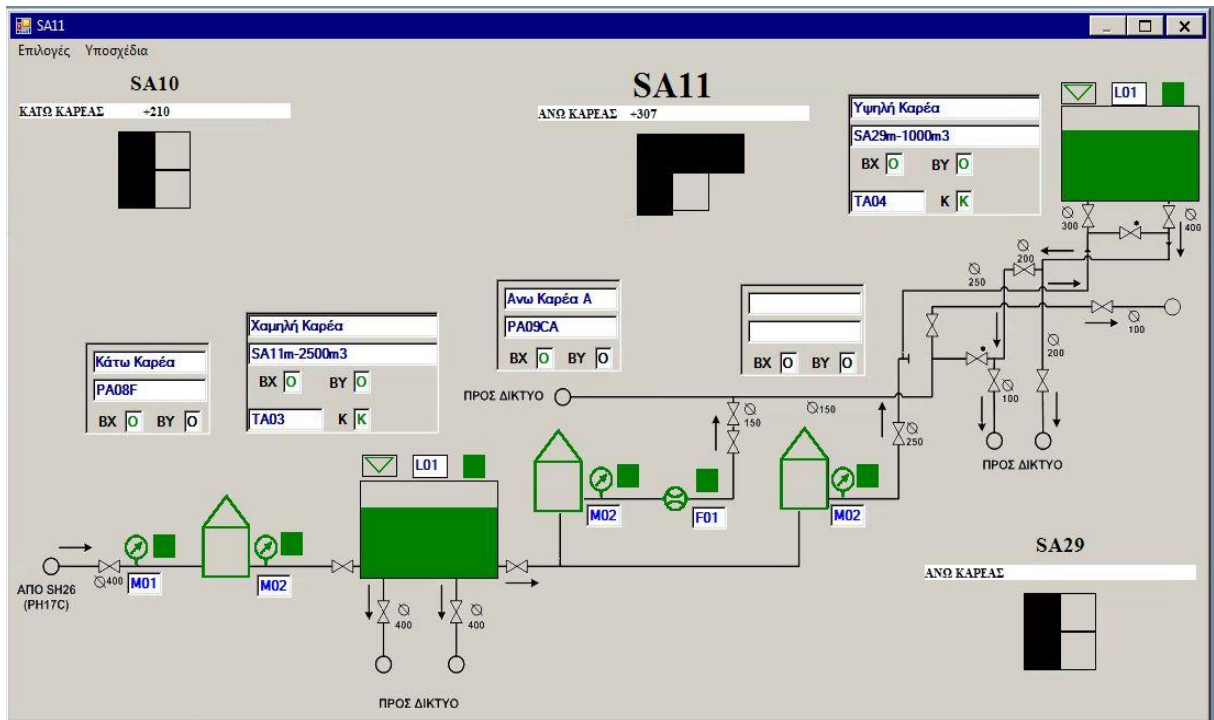 SA11
Επιλογές Υποσχέδια
SA10
ΚΑΤΩ ΚΑΡΕΑΣ +210
SA11
ΑΝΩ ΚΑΡΕΑΣ +307
Υψηλή Καρέα
SA29m-1000m3
BX O BY O
TA04 K K
L01
Ø 300
Ø 400
Ø 200
Ø 250
Ø 100
Ø 200
Ø 100
ΠΡΟΣ ΔΙΚΤΥΟ
Ανω Καρέα Α
PA09CA
BX O BY O
BX O BY O
Χαμηλή Καρέα
SA11m-2500m3
BX O BY O
TA03 K K
Κάτω Καρέα
PA08F
BX O BY O
ΠΡΟΣ ΔΙΚΤΥΟ
Ø 150
Ø150
Ø 250
L01
M02
F01
M02
ΑΠΟ SH26
(PH17C)
Ø400
M01
M02
Ø 400
Ø 400
ΠΡΟΣ ΔΙΚΤΥΟ
SA29
ΑΝΩ ΚΑΡΕΑΣ